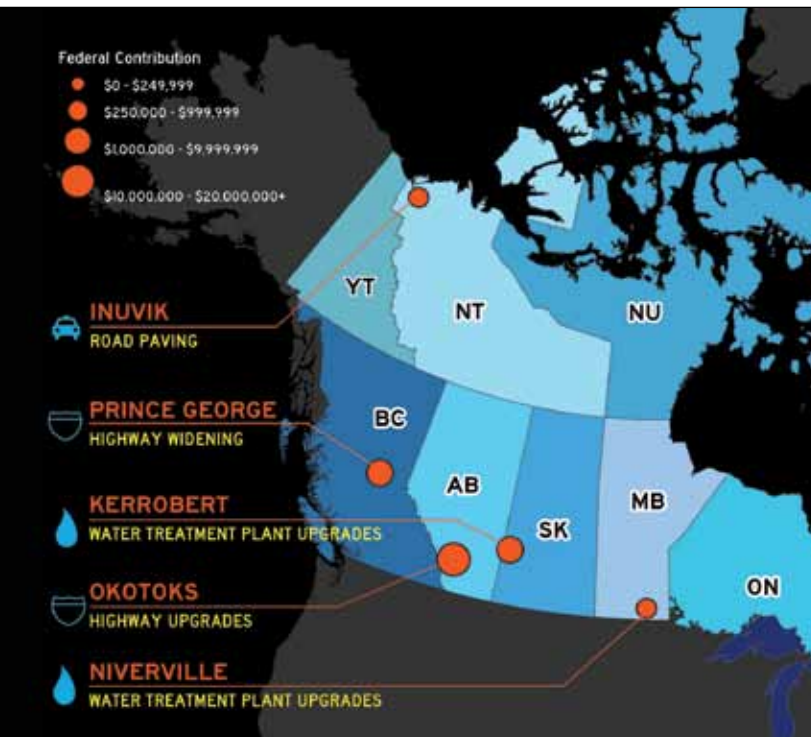 Federal Contribution
$0 - $249,999
$250,000 - $999,999
$1,000,000 - $9,999,999
$10,000,000 - $20,000,000+
YT
NT
NU
INUVIK
ROAD PAVING
PRINCE GEORGE
HIGHWAY WIDENING
BC
AB
SK
MB
ON
KERROBERT
WATER TREATMENT PLANT UPGRADES
OKOTOKS
HIGHWAY UPGRADES
NIVERVILLE
WATER TREATMENT PLANT UPGRADES